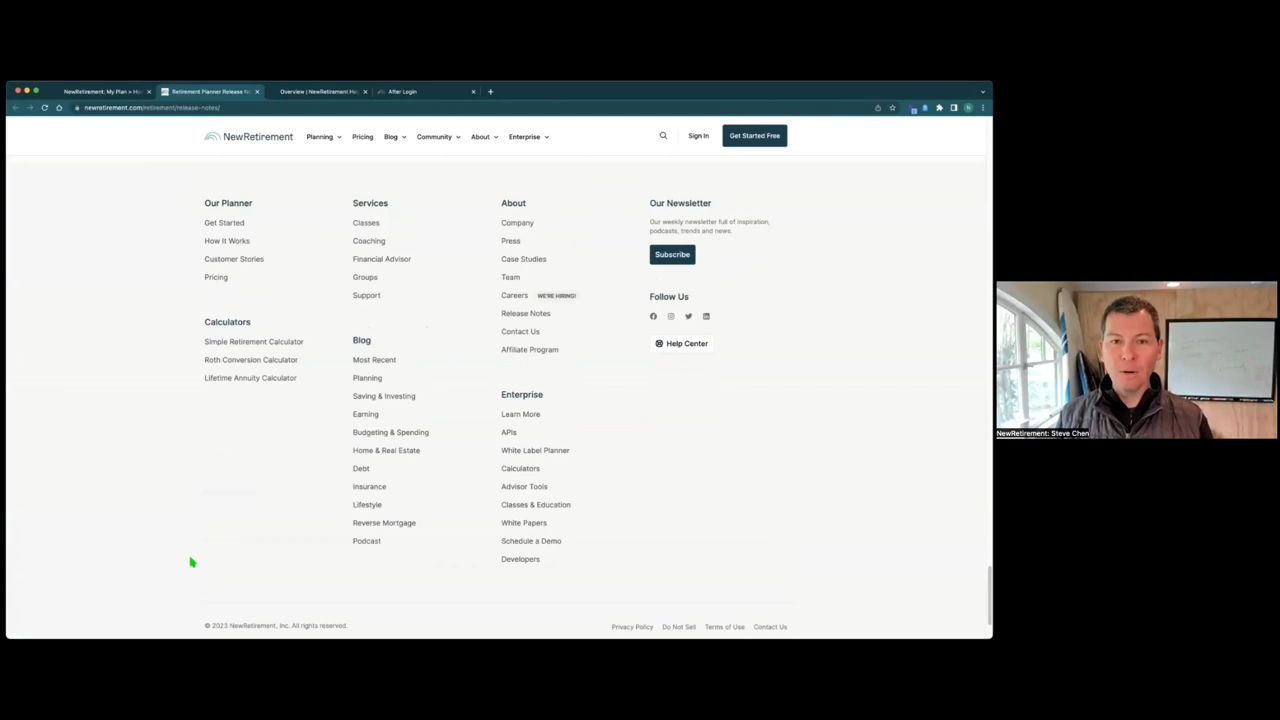 NewRetirement: My Plan > Ho
Retirement Planner Release N
Overview | NewRetirement He
After Login
newretirement.com/retirement/release-notes/
NewRetirement
Planning
Pricing
Blog
Community
About
Enterprise
Sign In
Get Started Free
Our Planner
Get Started
How It Works
Customer Stories
Pricing
Calculators
Simple Retirement Calculator
Roth Conversion Calculator
Lifetime Annuity Calculator
Services
Classes
Coaching
Financial Advisor
Groups
Support
Blog
Most Recent
Planning
Saving & Investing
Earning
Budgeting & Spending
Home & Real Estate
Debt
Insurance
Lifestyle
Reverse Mortgage
Podcast
About
Company
Press
Case Studies
Team
Careers WE'RE HIRING!
Release Notes
Contact Us
Affiliate Program
Enterprise
Learn More
APIs
White Label Planner
Calculators
Advisor Tools
Classes & Education
White Papers
Schedule a Demo
Developers
Our Newsletter
Our weekly newsletter full of inspiration,
podcasts, trends and news.
Subscribe
Follow Us
Help Center
NewRetirement: Steve Chen
© 2023 NewRetirement, Inc. All rights reserved.
Privacy Policy
Do Not Sell
Terms of Use
Contact Us